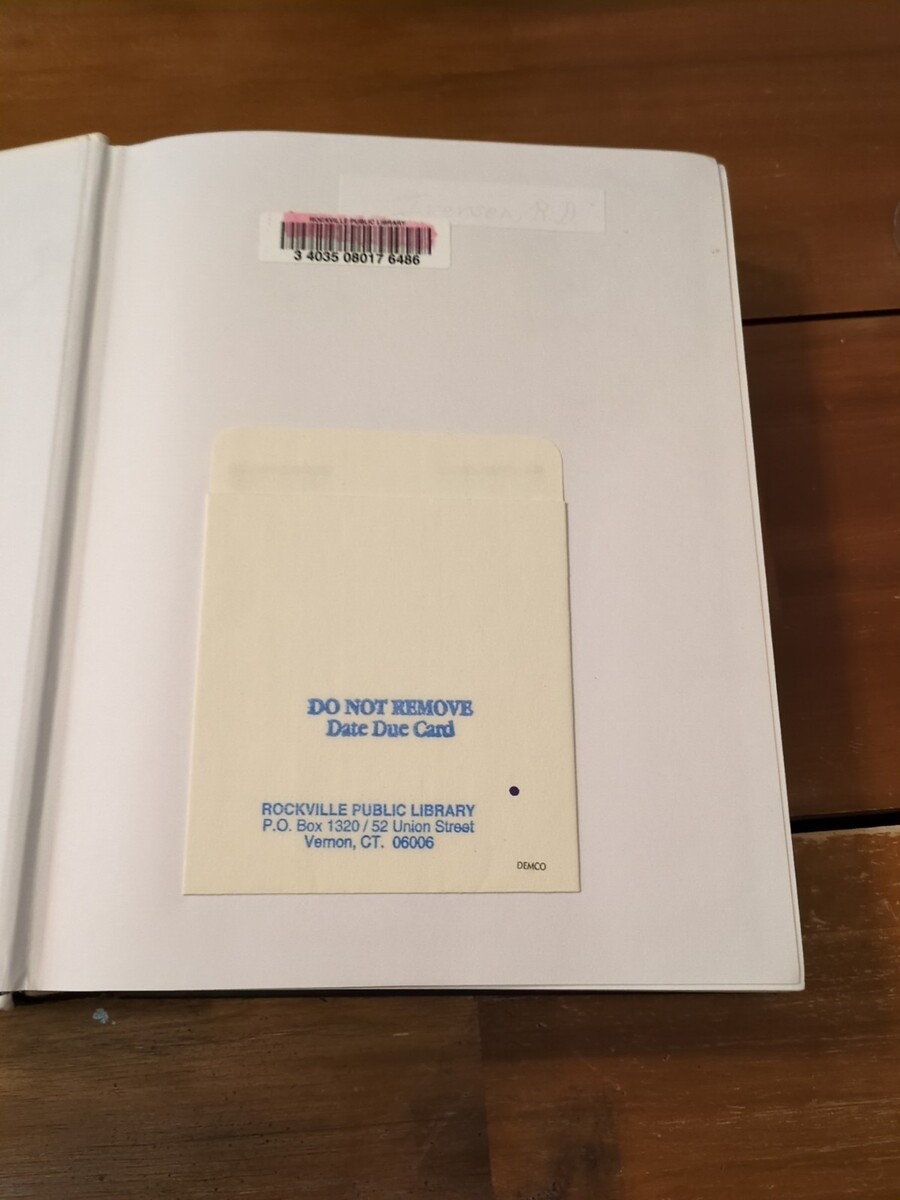 ROCKVILLE PUBLIC LIBRARY
3 4035 08017 6486
R.D.
DO NOT REMOVE
Date Due Card
ROCKVILLE PUBLIC LIBRARY
P.O. Box 1320 / 52 Union Street
Vernon, CT. 06006
DEMCO